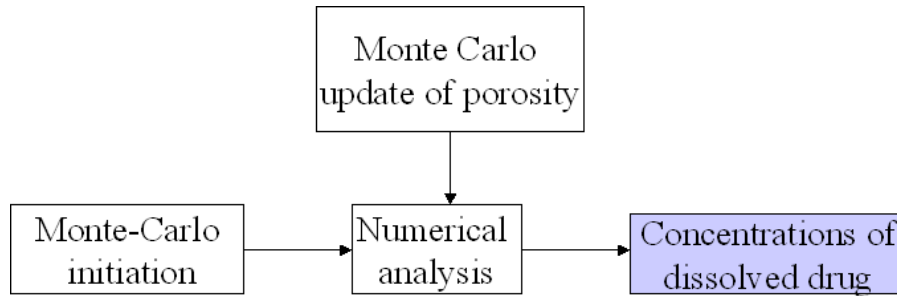 Monte Carlo
update of porosity
Monte-Carlo
initiation
Numerical
analysis
Concentrations of
dissolved drug